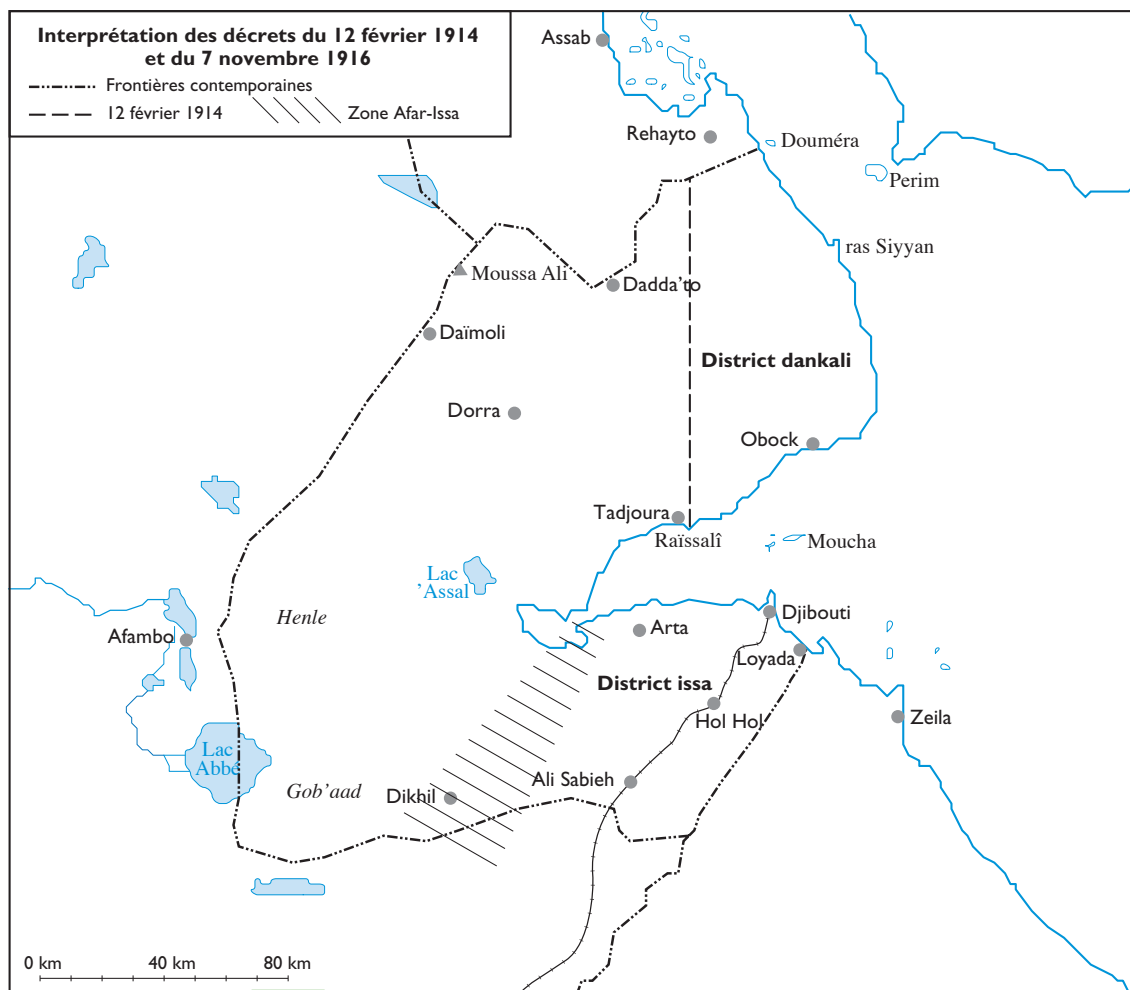 Interprétation des décrets du 12 février 1914
et du 7 novembre 1916
Frontières contemporaines
12 février 1914
Zone Afar-Issa
Assab
Rehayto
Douméra
Perim
ras Siyyan
Moussa Ali
Dadda'to
Daïmoli
District dankali
Dorra
Obock
Tadjoura
Raïssalî
Moucha
Lac
'Assal
Henle
Afambo
Arta
Djibouti
Loyada
District issa
Hol Hol
Zeila
Lac
Abbé
Gob'aad
Dikhil
Ali Sabieh
0 km
40 km
80 km